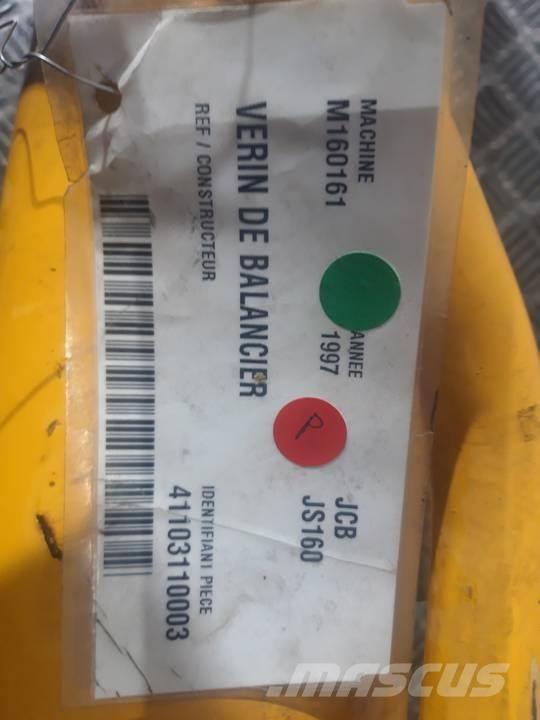 MACHINE
M160161
ANNEE
1997
JCB
JS160
VERIN DE BALANCIER
REF / CONSTRUCTEUR
IDENTIFIANT PIECE
41103110003
P
MASCUS